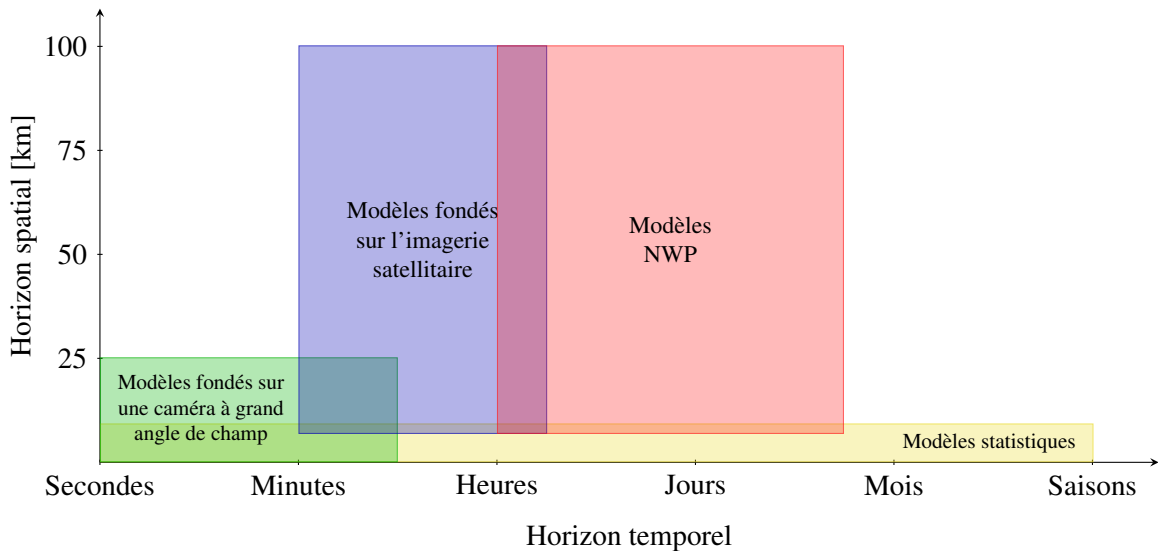 Horizon spatial [km]
100
75
50
25
Modèles fondés
sur l'imagerie
satellitaire
Modèles
NWP
Modèles fondés sur
une caméra à grand
angle de champ
Modèles statistiques
Secondes
Minutes
Heures
Jours
Mois
Saisons
Horizon temporel